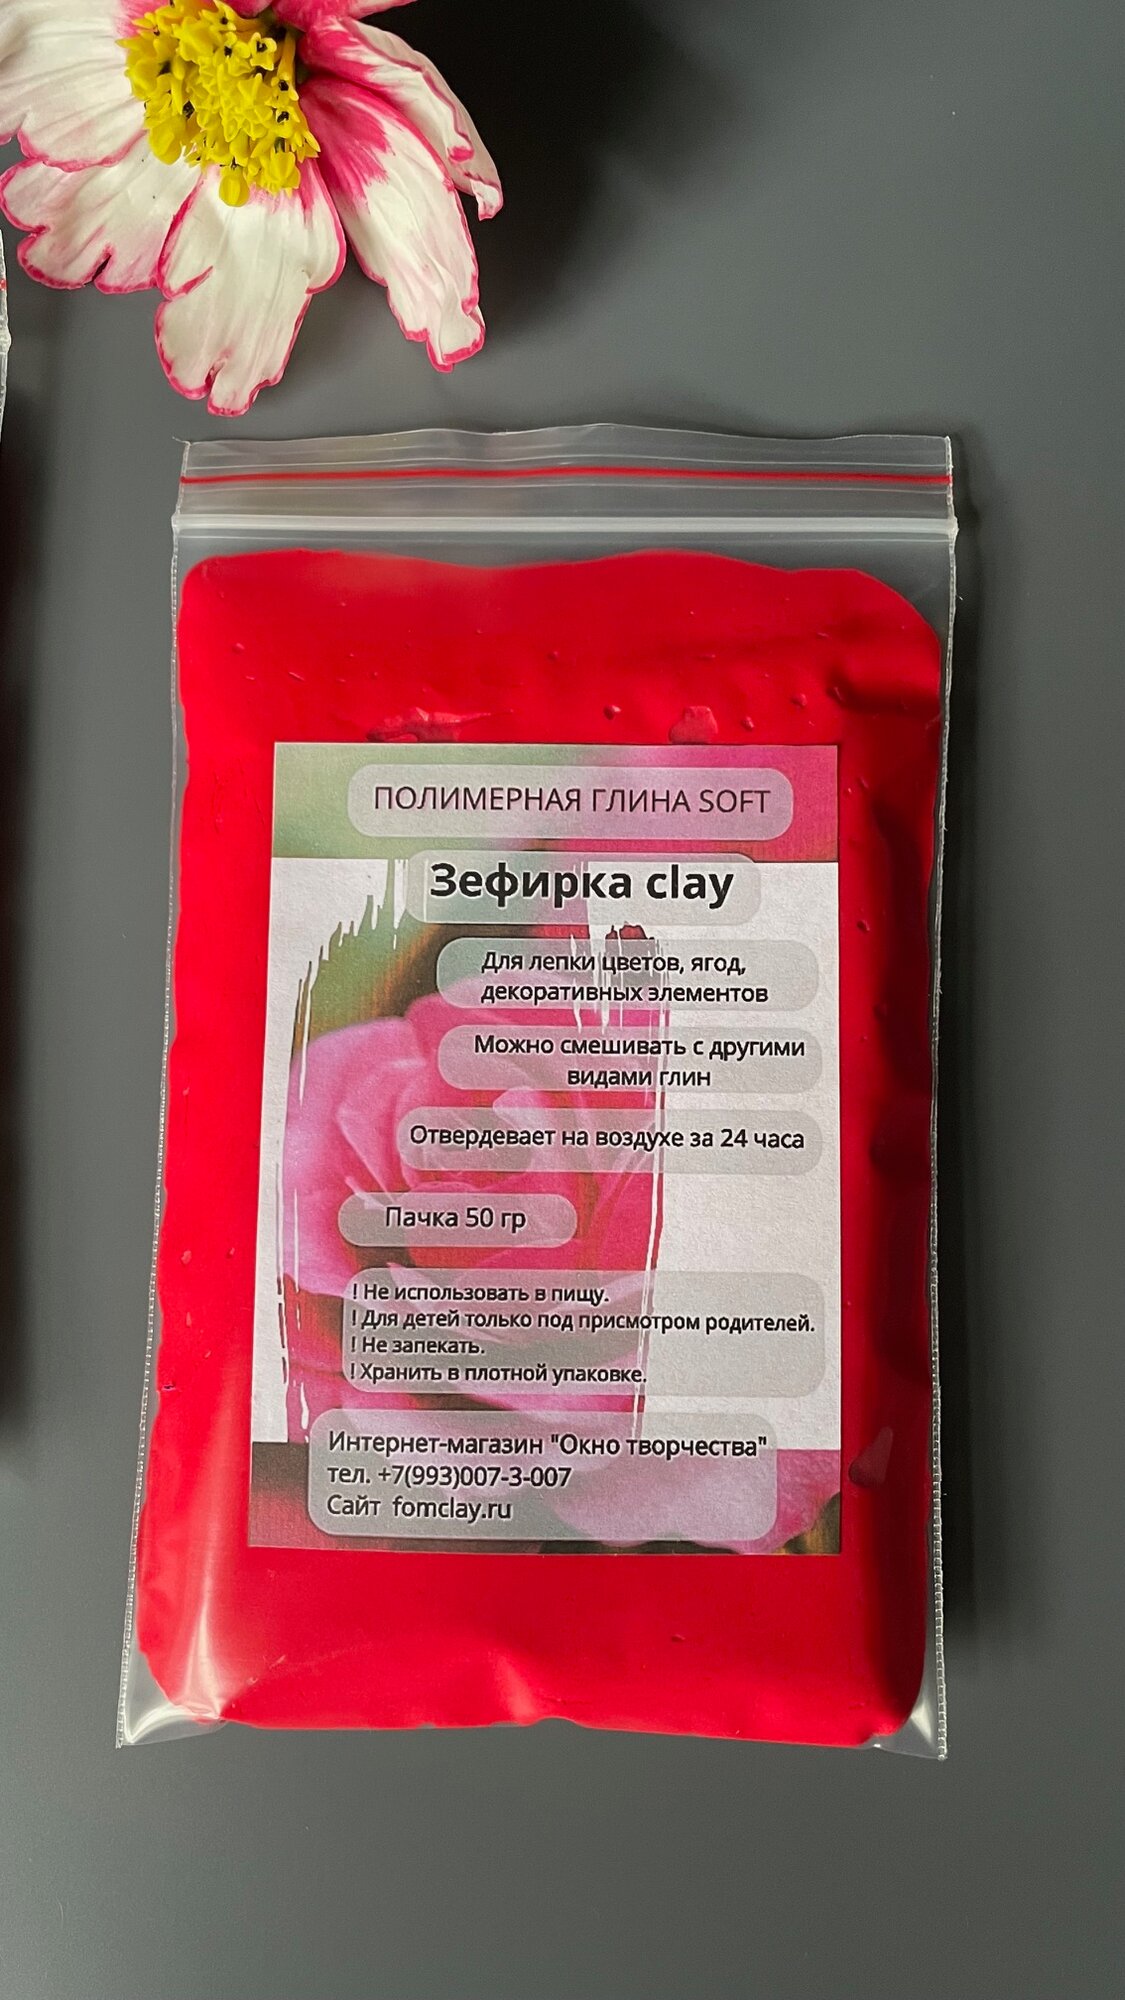 ПОЛИМЕРНАЯ ГЛИНА SOFT
Зефирка clay
Для лепки цветов, ягод,
декоративных элементов
Можно смешивать с другими
видами глин
Отвердевает на воздухе за 24 часа
Пачка 50 гр
! Не использовать в пищу.
! Для детей только под присмотром родителей.
! Не запекать.
! Хранить в плотной упаковке.
Интернет-магазин "Окно творчества"
тел. +7(993)007-3-007
Сайт fomclay.ru